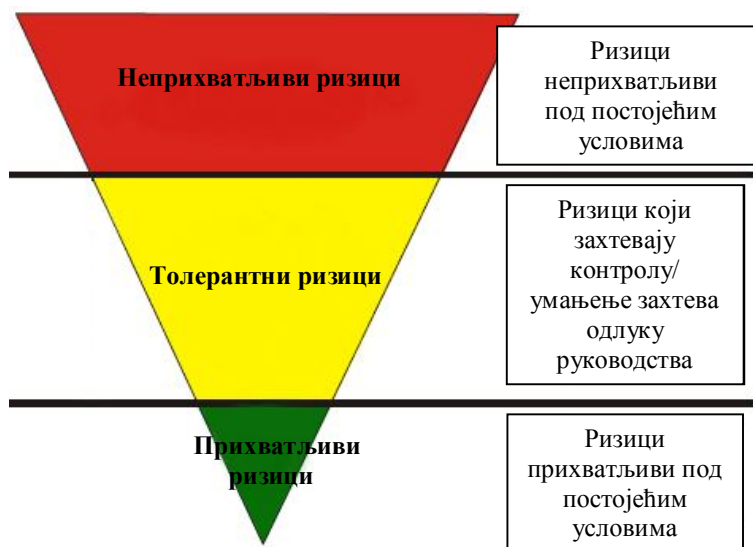 Неприхватљиви ризици
Ризици
неприхватљиви
под постојећим
условима
Толерантни ризици
Ризици који
захтевају
контролу/
умањење захтева
одлуку
руководства
Прихватљиви
ризици
Ризици
прихватљиви под
постојећим
условима